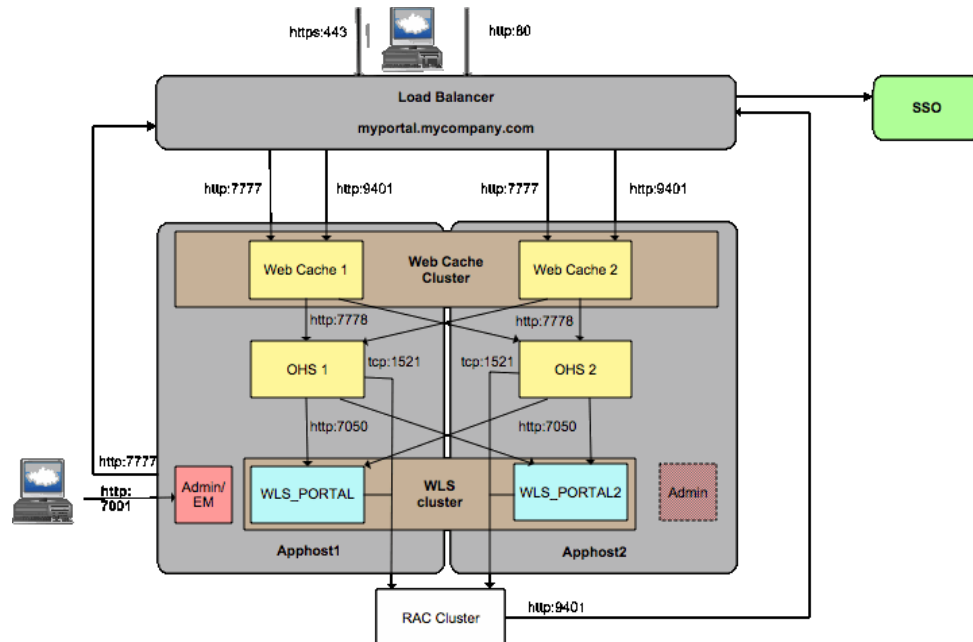 https:443
http:80
Load Balancer
myportal.mycompany.com
SSO
http:7777
http:9401
http:7777
http:9401
Web Cache 1
Web Cache
Cluster
Web Cache 2
http:7778
http:7778
OHS 1
tcp:1521
tcp:1521
OHS 2
http:7050
http:7050
http:7777
http:
7001
Admin/
EM
WLS_PORTAL
WLS
cluster
WLS_PORTAL2
Admin
Apphost1
Apphost2
RAC Cluster
http:9401